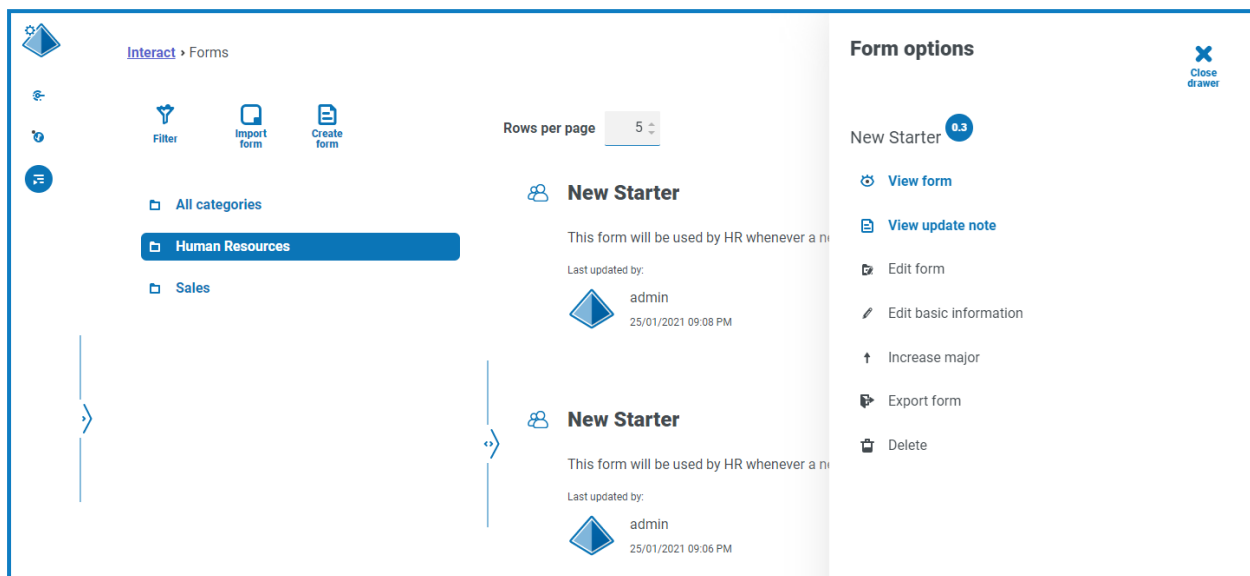 Interact › Forms
Filter
Import
form
Create
form
All categories
Human Resources
Sales
Rows per page 5
New Starter
This form will be used by HR whenever a
Last updated by:
admin
25/01/2021 09:08 PM
New Starter
This form will be used by HR whenever a
Last updated by:
admin
25/01/2021 09:06 PM
Form options
Close
drawer
New Starter 0.3
View form
View update note
Edit form
Edit basic information
Increase major
Export form
Delete